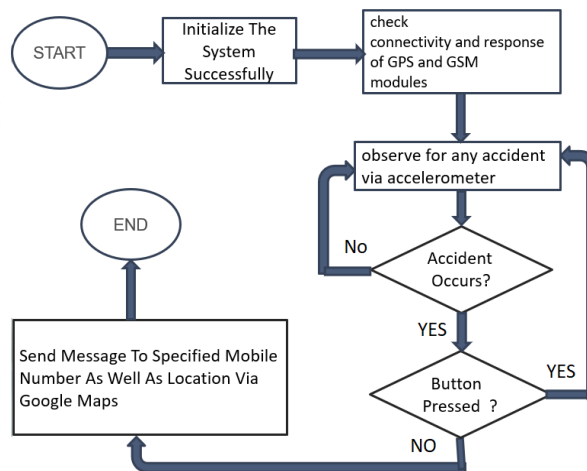 START
Initialize The
System
Successfully
check
connectivity and response
of GPS and GSM
modules
observe for any accident
via accelerometer
No
Accident
Occurs?
YES
Button
Pressed ?
YES
NO
Send Message To Specified Mobile
Number As Well As Location Via
Google Maps
END